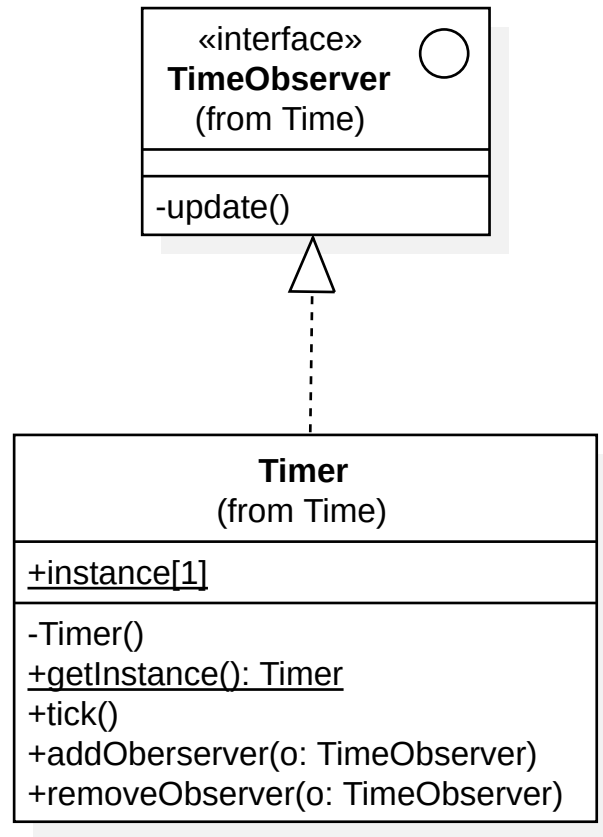 «interface»
TimeObserver
(from Time)
-update()
Timer
(from Time)
+instance[1]
-Timer()
+getInstance(): Timer
+tick()
+addOberserver(o: TimeObserver)
+removeObserver(o: TimeObserver)